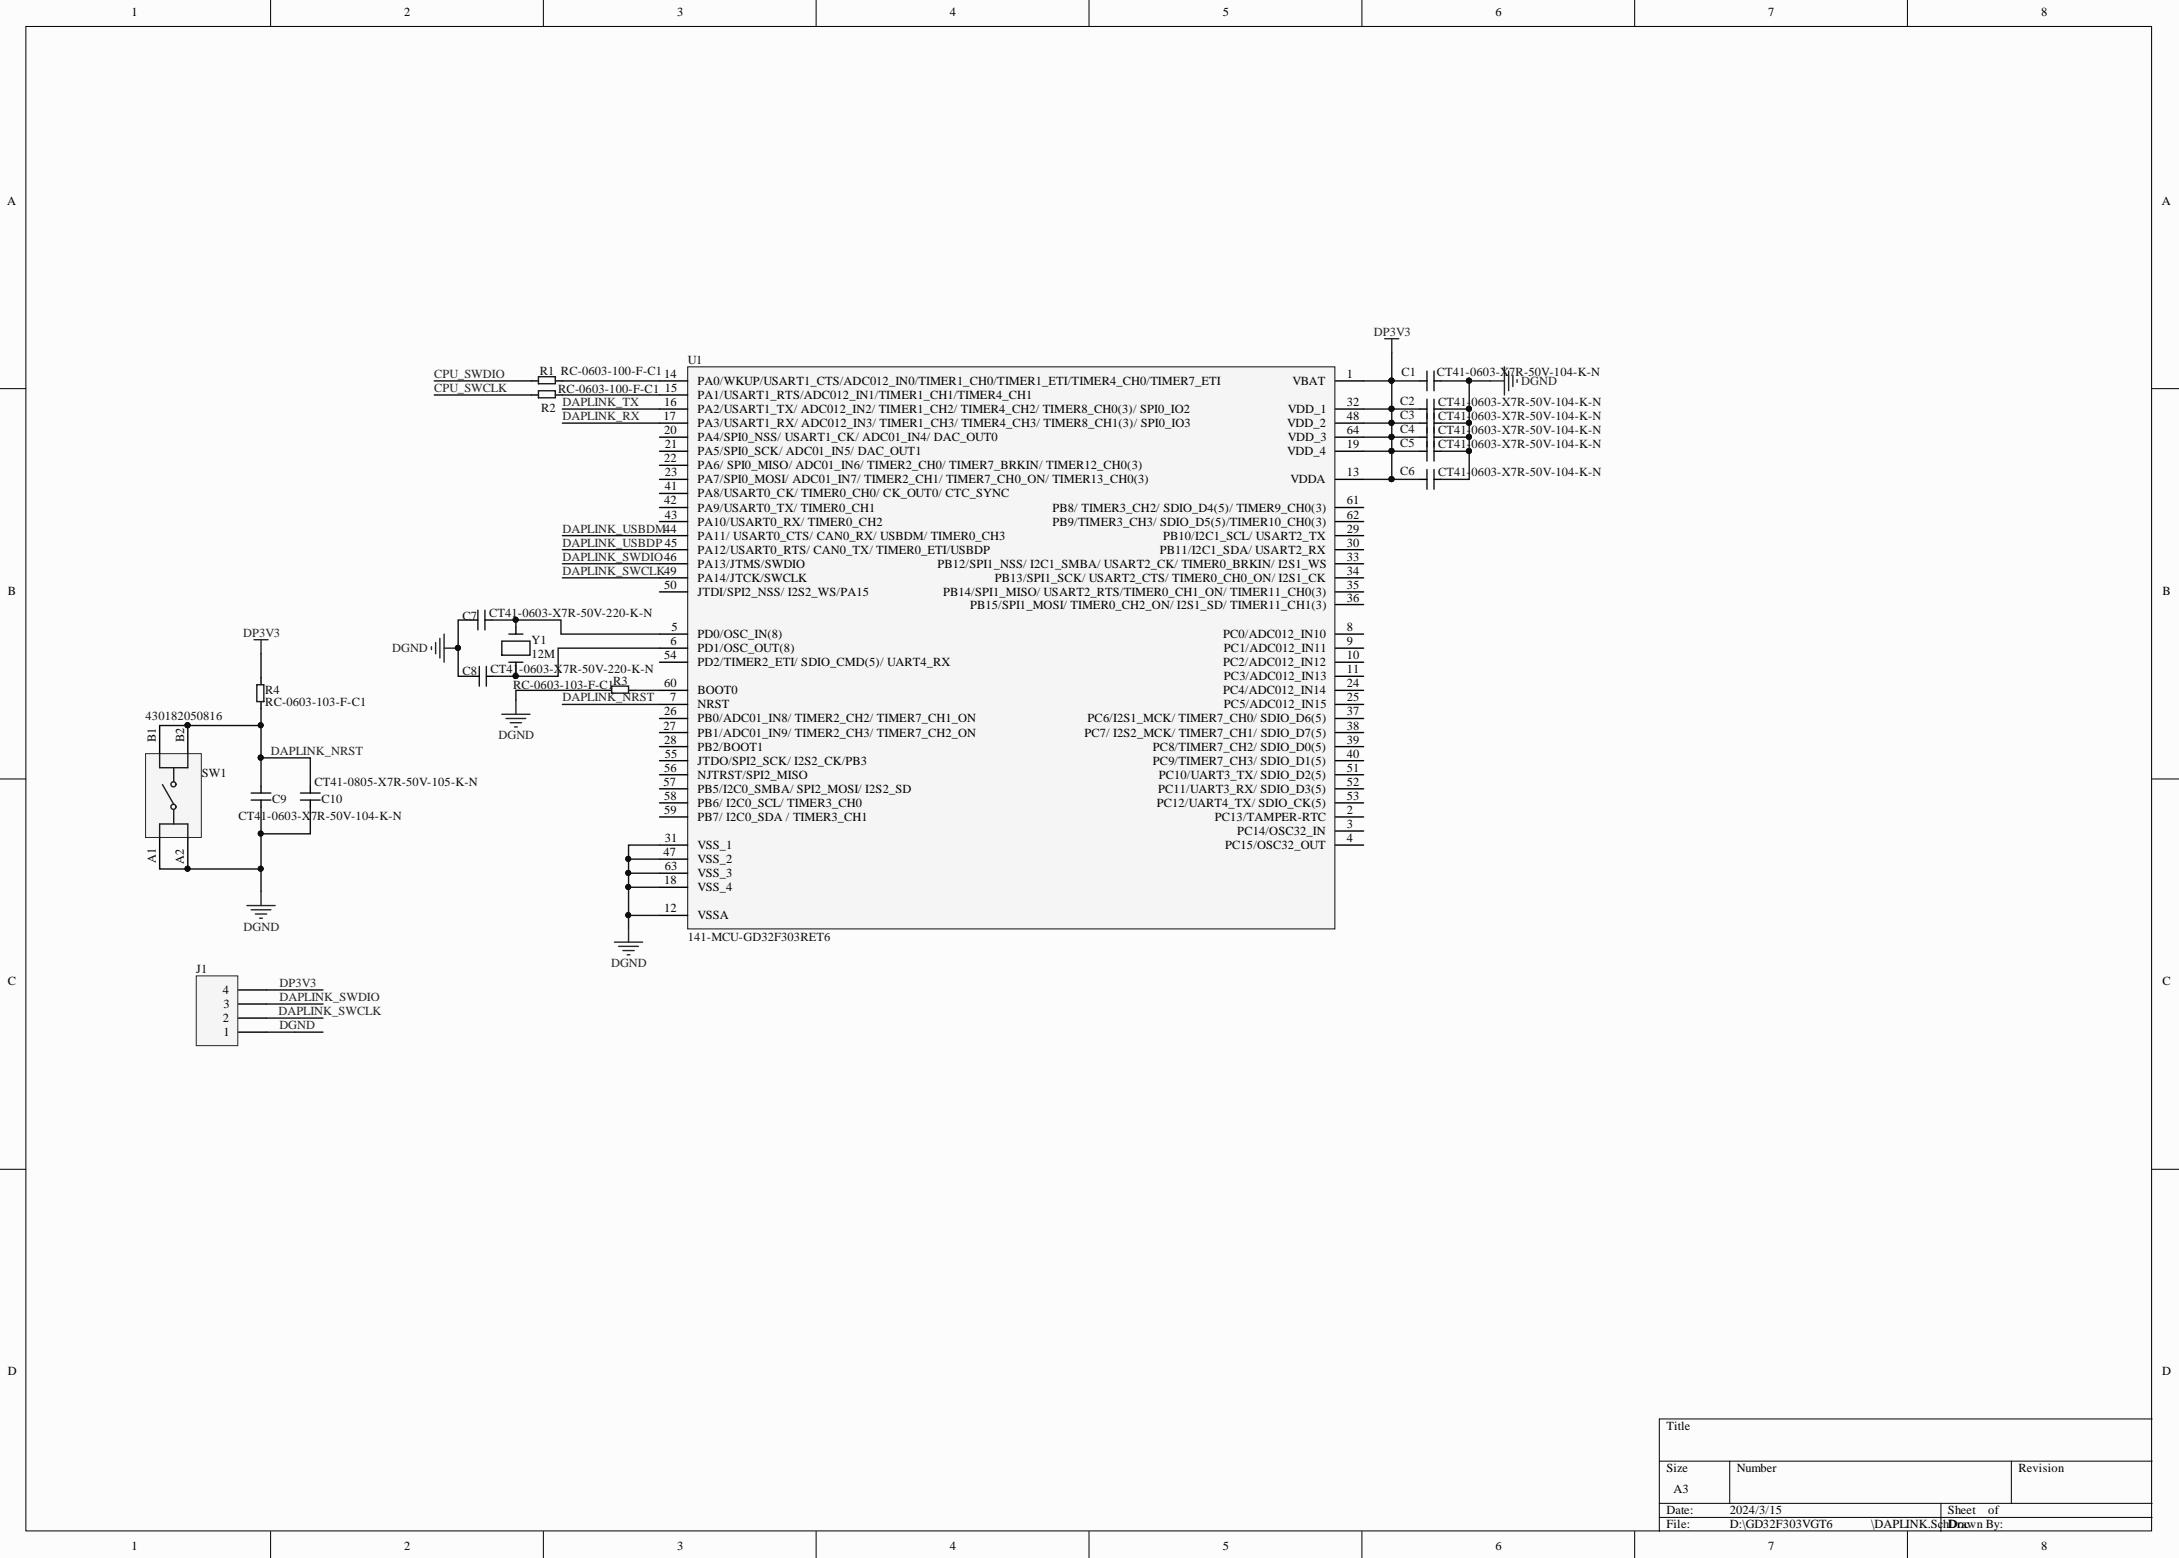 1 2 3 4 5 6 7 8
A A
DP3V3
U1
CPU_SWDIO R1 RC-0603-100-F-C1 14 PA0/WKUP/USART1_CTS/ADC012_IN0/TIMER1_CH0/TIMER1_ETI/TIMER4_CH0/TIMER7_ETI VBAT 1 C1 CT41-0603-X7R-50V-104-K-N DGND
CPU_SWCLK R2 RC-0603-100-F-C1 15 PA1/USART1_RTS/ADC012_IN1/TIMER1_CH1/TIMER4_CH1
DAPLINK_TX 16 PA2/USART1_TX/ ADC012_IN2/ TIMER1_CH2/ TIMER4_CH2/ TIMER8_CH0(3)/ SPI0_IO2 VDD_1 32 C2 CT41-0603-X7R-50V-104-K-N
DAPLINK_RX 17 PA3/USART1_RX/ ADC012_IN3/ TIMER1_CH3/ TIMER4_CH3/ TIMER8_CH1(3)/ SPI0_IO3 VDD_2 48 C3 CT41-0603-X7R-50V-104-K-N
20 PA4/SPI0_NSS/ USART1_CK/ ADC01_IN4/ DAC_OUT0 VDD_3 64 C4 CT41-0603-X7R-50V-104-K-N
21 PA5/SPI0_SCK/ ADC01_IN5/ DAC_OUT1 VDD_4 19 C5 CT41-0603-X7R-50V-104-K-N
22 PA6/ SPI0_MISO/ ADC01_IN6/ TIMER2_CH0/ TIMER7_BRKIN/ TIMER12_CH0(3)
23 PA7/SPI0_MOSI/ ADC01_IN7/ TIMER2_CH1/ TIMER7_CH0_ON/ TIMER13_CH0(3) VDDA 13 C6 CT41-0603-X7R-50V-104-K-N
41 PA8/USART0_CK/ TIMER0_CH0/ CK_OUT0/ CTC_SYNC
42 PA9/USART0_TX/ TIMER0_CH1 PB8/ TIMER3_CH2/ SDIO_D4(5)/ TIMER9_CH0(3) 61
43 PA10/USART0_RX/ TIMER0_CH2 PB9/TIMER3_CH3/ SDIO_D5(5)/TIMER10_CH0(3) 62
DAPLINK_USBDM 44 PA11/ USART0_CTS/ CAN0_RX/ USBDM/ TIMER0_CH3 PB10/I2C1_SCL/ USART2_TX 29
DAPLINK_USBDP 45 PA12/USART0_RTS/ CAN0_TX/ TIMER0_ETI/USBDP PB11/I2C1_SDA/ USART2_RX 30
DAPLINK_SWDIO 46 PA13/JTMS/SWDIO PB12/SPI1_NSS/ I2C1_SMBA/ USART2_CK/ TIMER0_BRKIN/ I2S1_WS 33
DAPLINK_SWCLK 49 PA14/JTCK/SWCLK PB13/SPI1_SCK/ USART2_CTS/ TIMER0_CH0_ON/ I2S1_CK 34
B 50 JTDI/SPI2_NSS/ I2S2_WS/PA15 PB14/SPI1_MISO/ USART2_RTS/TIMER0_CH1_ON/ TIMER11_CH0(3) 35 B
PB15/SPI1_MOSI/ TIMER0_CH2_ON/ I2S1_SD/ TIMER11_CH1(3) 36
C7 CT41-0603-X7R-50V-220-K-N
DP3V3 5 PD0/OSC_IN(8) PC0/ADC012_IN10 8
DGND Y1 6 PD1/OSC_OUT(8) PC1/ADC012_IN11 9
12M 54 PD2/TIMER2_ETI/ SDIO_CMD(5)/ UART4_RX PC2/ADC012_IN12 10
C8 CT41-0603-X7R-50V-220-K-N PC3/ADC012_IN13 11
R4 RC-0603-103-F-C1 R3 60 BOOT0 PC4/ADC012_IN14 24
RC-0603-103-F-C1 DAPLINK_NRST 7 NRST PC5/ADC012_IN15 25
430182050816 26 PB0/ADC01_IN8/ TIMER2_CH2/ TIMER7_CH1_ON PC6/I2S1_MCK/ TIMER7_CH0/ SDIO_D6(5) 37
B1 B2 DGND 27 PB1/ADC01_IN9/ TIMER2_CH3/ TIMER7_CH2_ON PC7/ I2S2_MCK/ TIMER7_CH1/ SDIO_D7(5) 38
DAPLINK_NRST 28 PB2/BOOT1 PC8/TIMER7_CH2/ SDIO_D0(5) 39
55 JTDO/SPI2_SCK/ I2S2_CK/PB3 PC9/TIMER7_CH3/ SDIO_D1(5) 40
SW1 56 NJTRST/SPI2_MISO PC10/UART3_TX/ SDIO_D2(5) 51
CT41-0805-X7R-50V-105-K-N 57 PB5/I2C0_SMBA/ SPI2_MOSI/ I2S2_SD PC11/UART3_RX/ SDIO_D3(5) 52
C9 C10 58 PB6/ I2C0_SCL/ TIMER3_CH0 PC12/UART4_TX/ SDIO_CK(5) 53
CT41-0603-X7R-50V-104-K-N 59 PB7/ I2C0_SDA / TIMER3_CH1 PC13/TAMPER-RTC 2
PC14/OSC32_IN 3
A1 A2 31 VSS_1 PC15/OSC32_OUT 4
47 VSS_2
63 VSS_3
18 VSS_4
12 VSSA
DGND
141-MCU-GD32F303RET6
DGND
J1
C 4 DP3V3 C
3 DAPLINK_SWDIO
2 DAPLINK_SWCLK
1 DGND
D D
Title
Size Number Revision
A3
Date: 2024/3/15 Sheet of
File: D:\GD32F303VGT6 \DAPLINK.SchDoc Drawn By:
1 2 3 4 5 6 7 8